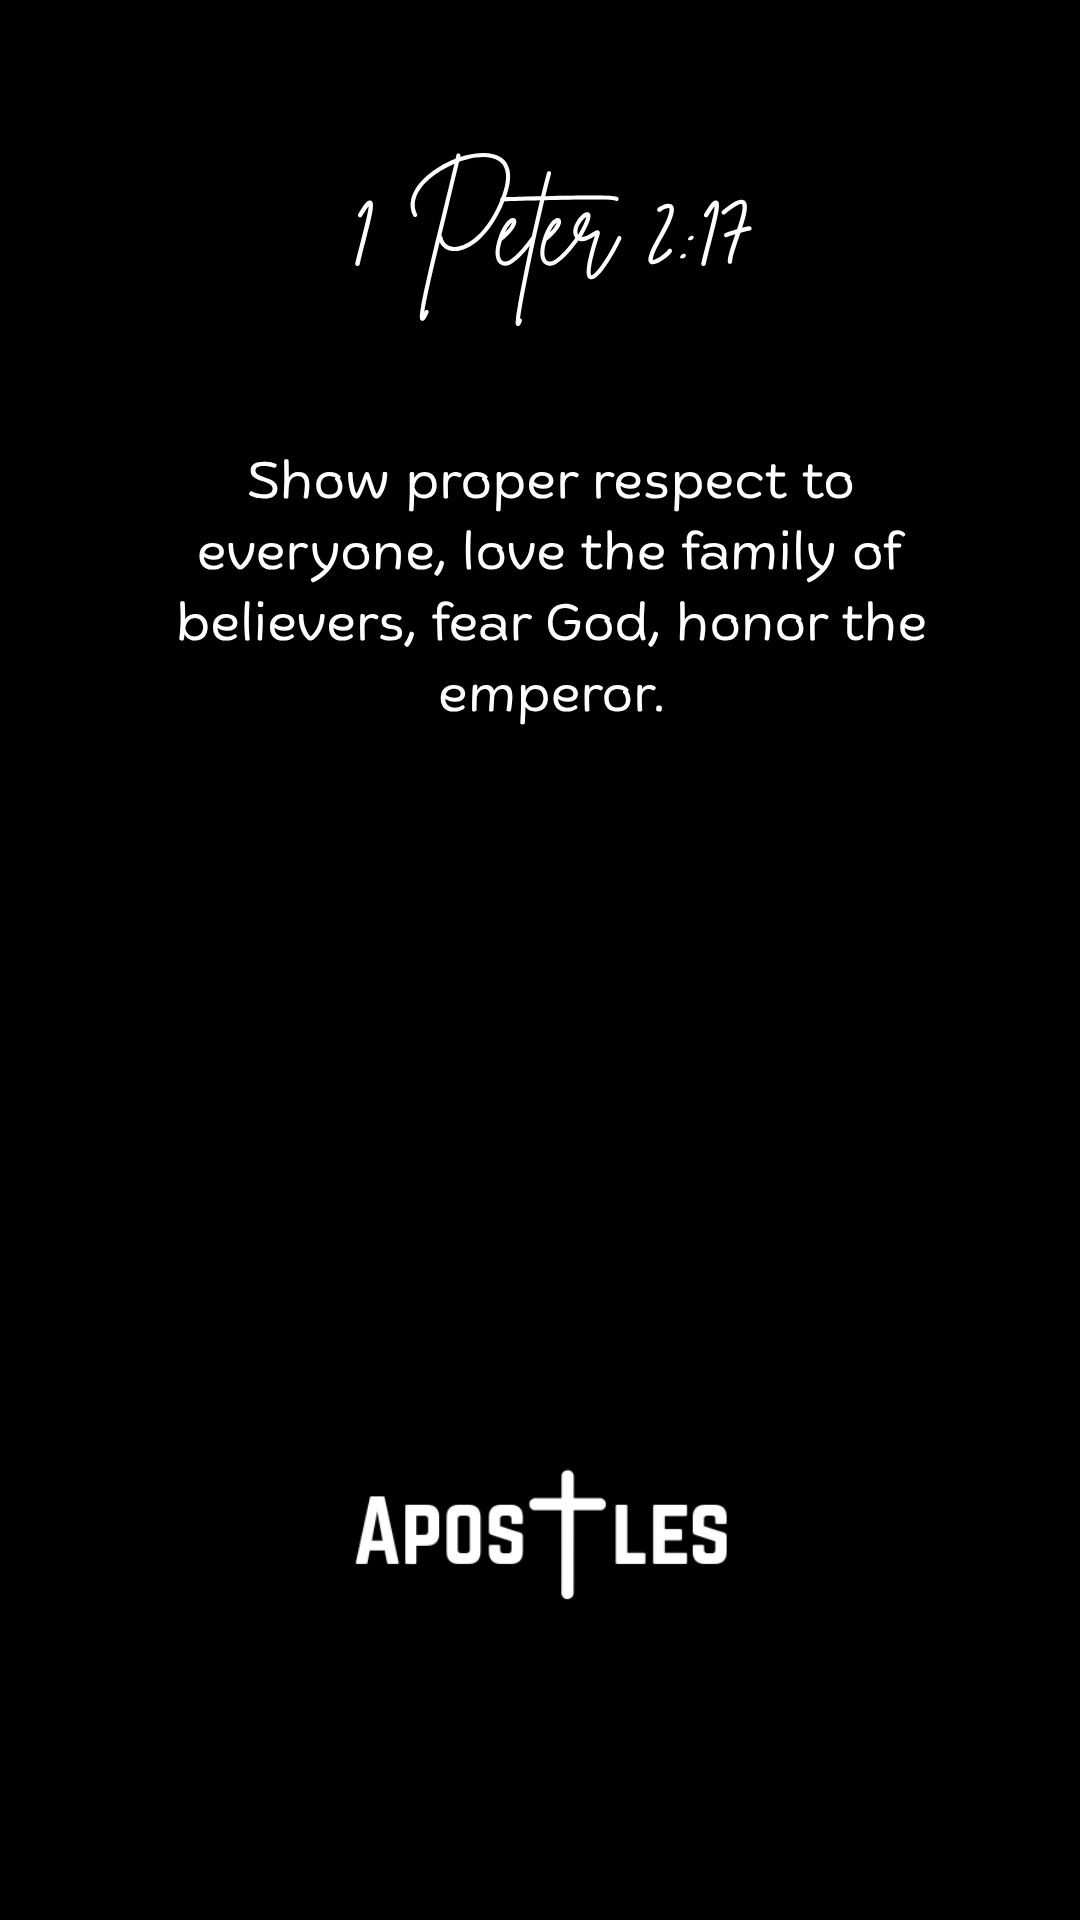 1 Peter 2:17
Show proper respect to
everyone, love the family of
believers, fear God, honor the
emperor.
Apostles